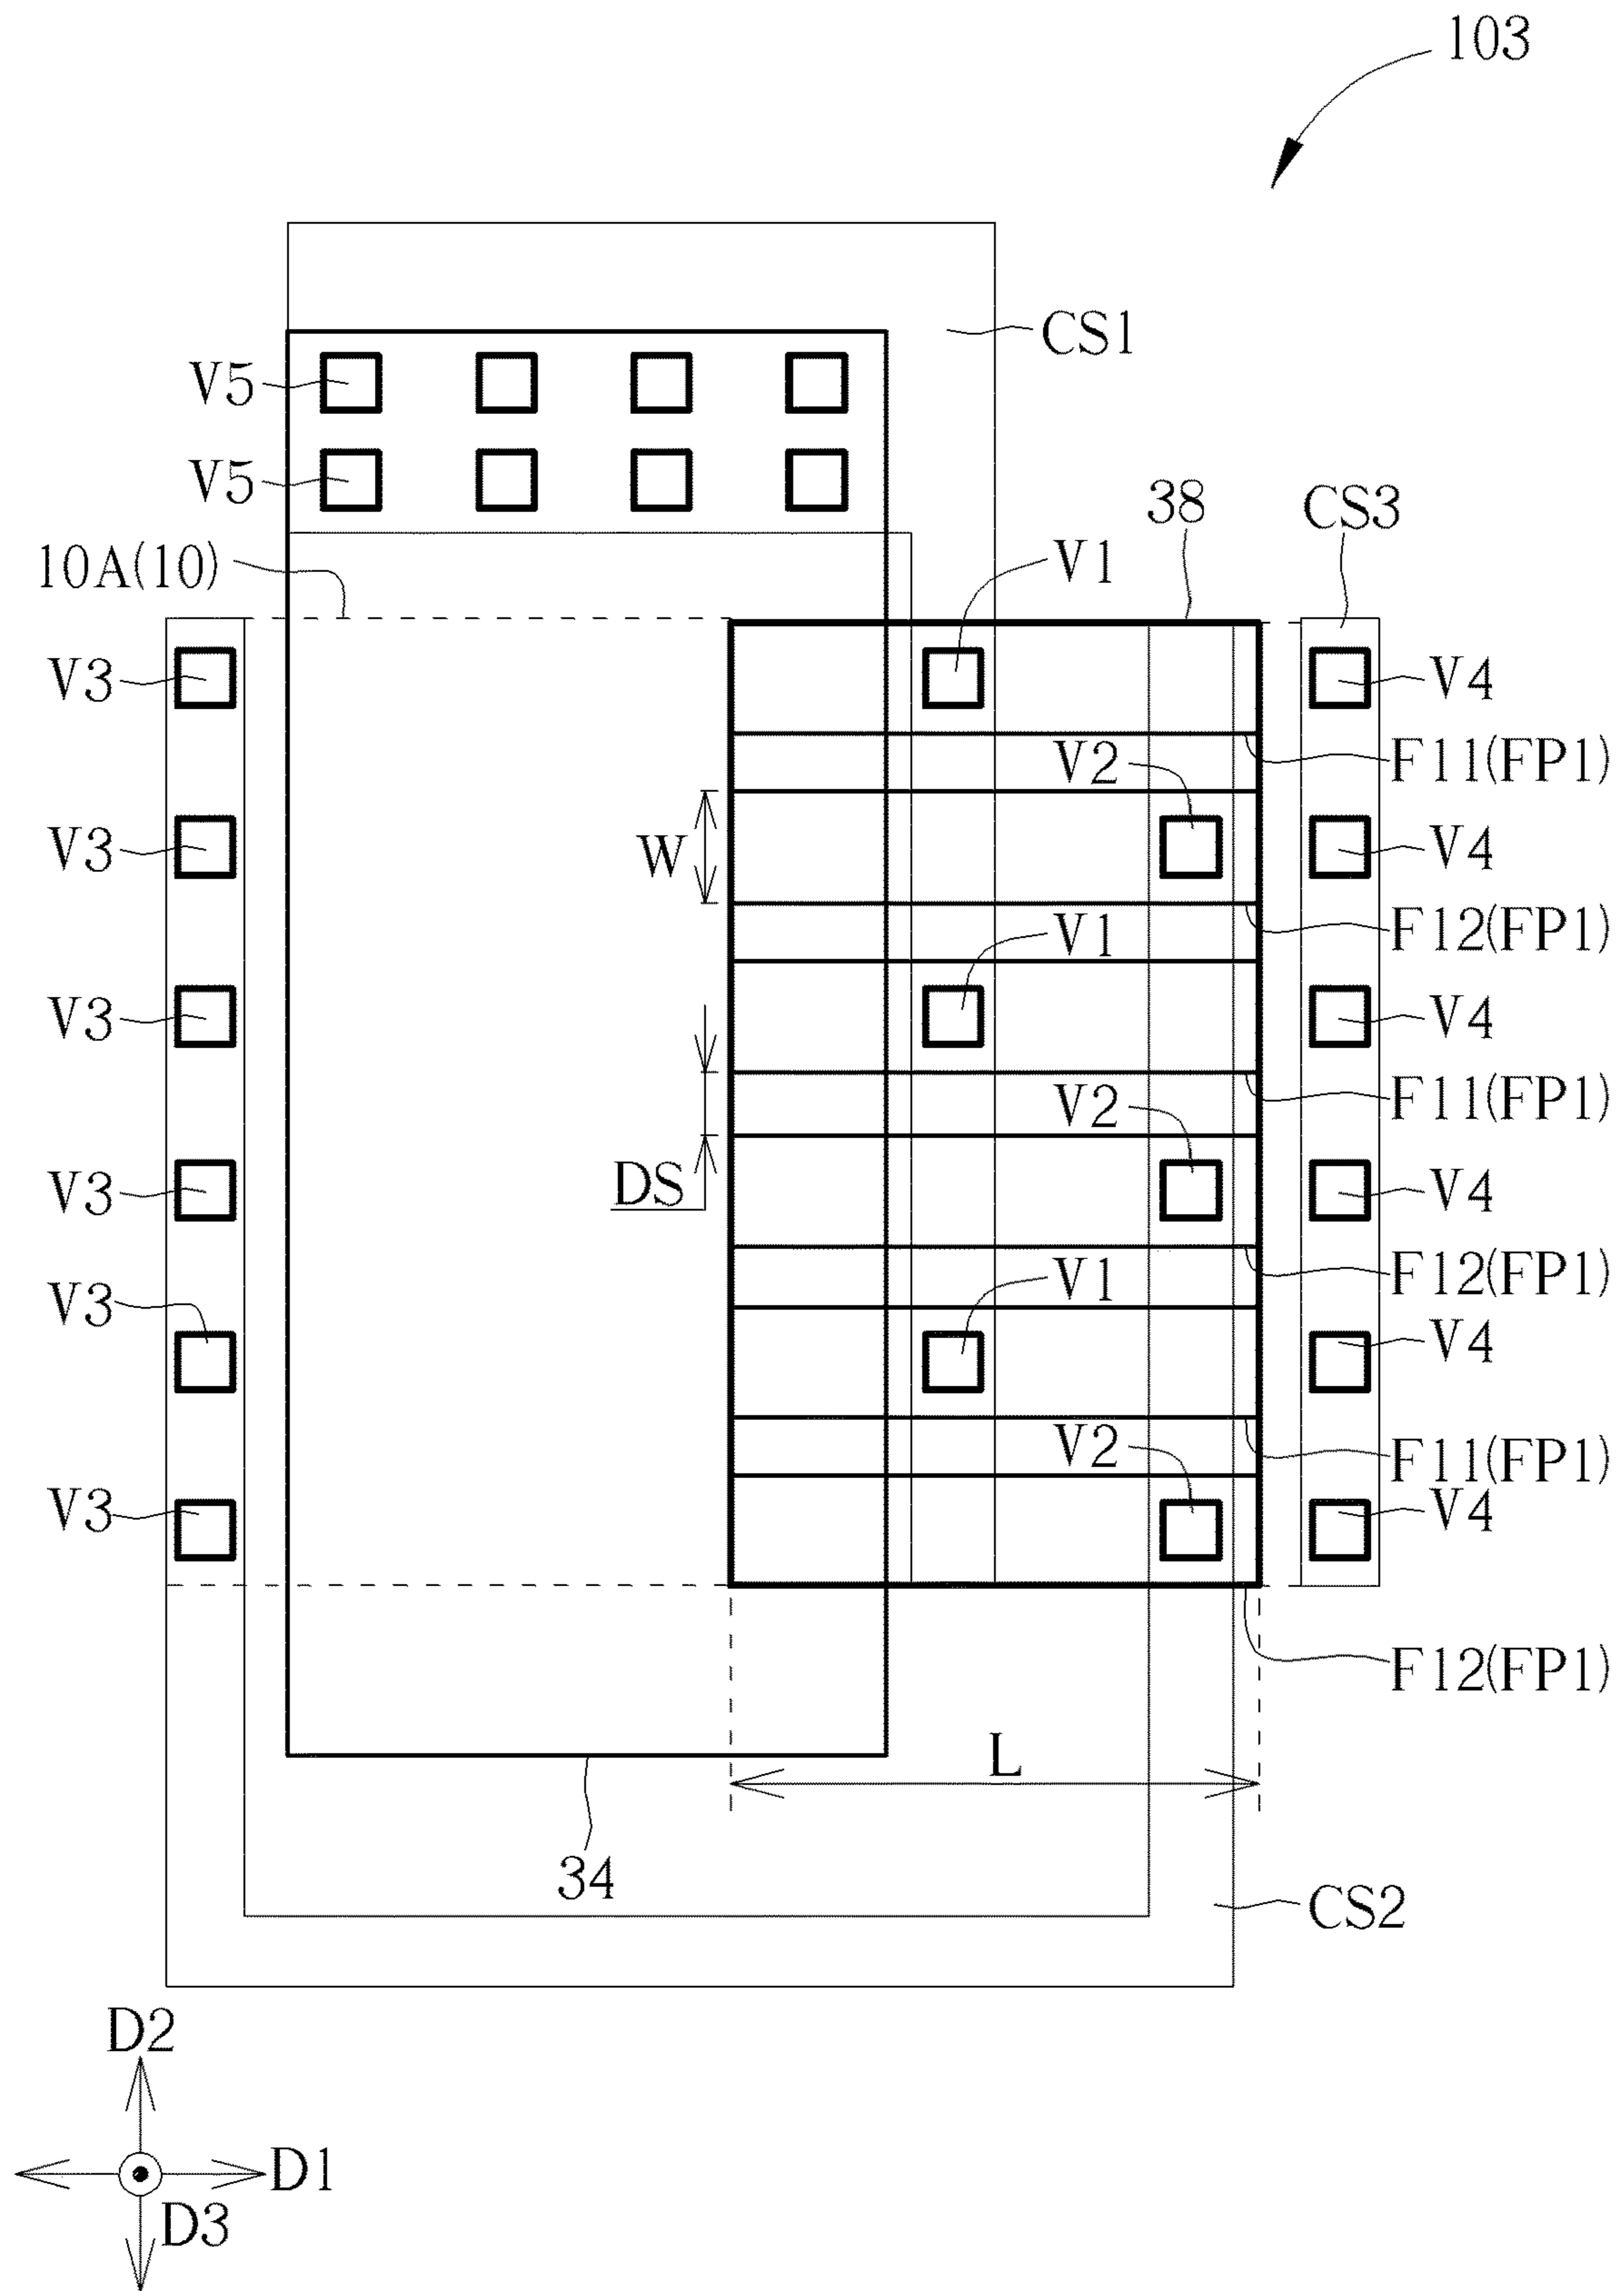 103
CS1
V5
V5
38
CS3
10A(10)
V1
V3
V4
F11(FP1)
V2
V3
W
V4
F12(FP1)
V1
V3
V4
F11(FP1)
V2
V3
DS
V4
F12(FP1)
V1
V3
V4
F11(FP1)
V2
V3
V4
F12(FP1)
L
34
CS2
D2
D1
D3